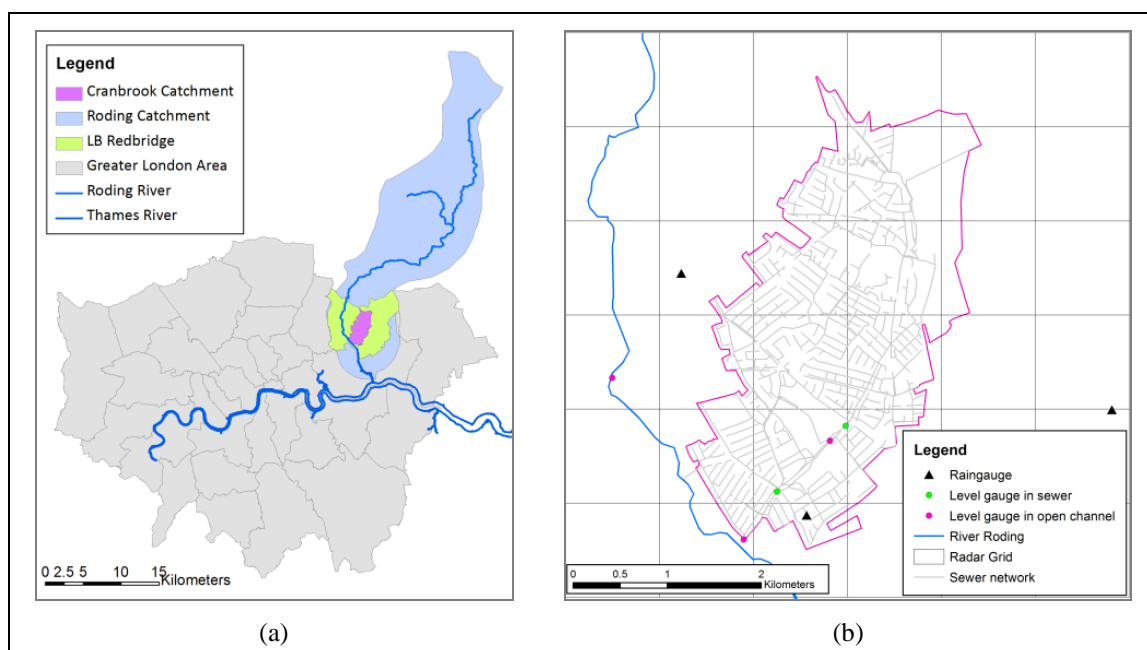 Legend
Cranbrook Catchment
Roding Catchment
LB Redbridge
Greater London Area
Roding River
Thames River
0 2.5 5 10 15
Kilometers
(a)
Legend
Raingauge
Level gauge in sewer
Level gauge in open channel
River Roding
Radar Grid
Sewer network
0 0.5 1 2
Kilometers
(b)